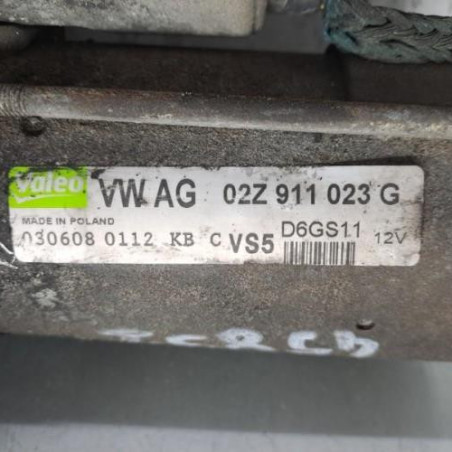 Valeo VW AG 02Z 911 023 G
MADE IN POLAND
030608 0112 KB C VS5 D6GS11 12V